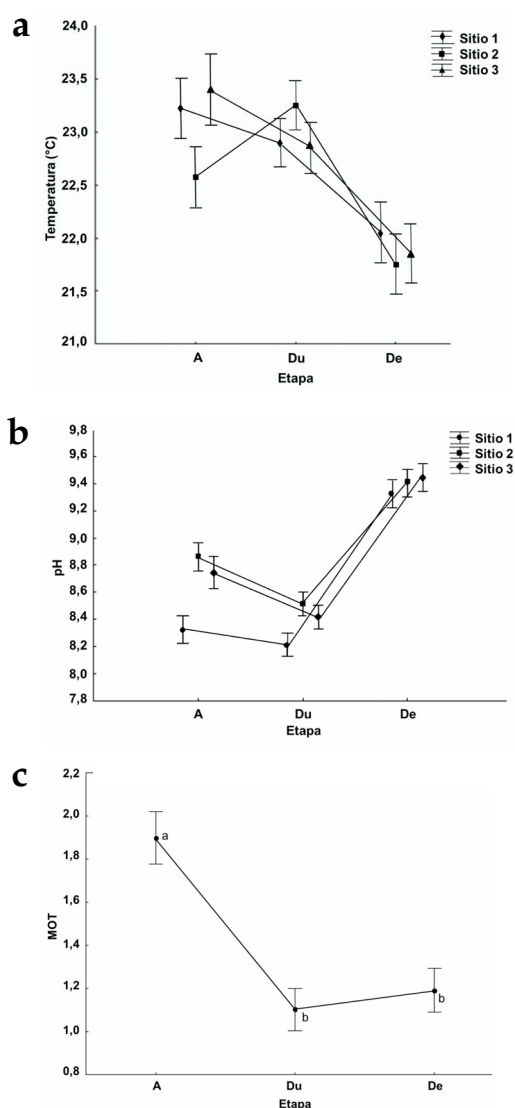 a
24,0
23,5
23,0
22,5
22,0
21,5
21,0
Temperatura (°C)
Sitio 1
Sitio 2
Sitio 3
A Du De
Etapa
b
9,8
9,6
9,4
9,2
9,0
8,8
8,6
8,4
8,2
8,0
7,8
pH
Sitio 1
Sitio 2
Sitio 3
A Du De
Etapa
c
2,2
2,0
1,8
1,6
1,4
1,2
1,0
0,8
MOT
a
b
b
A Du De
Etapa